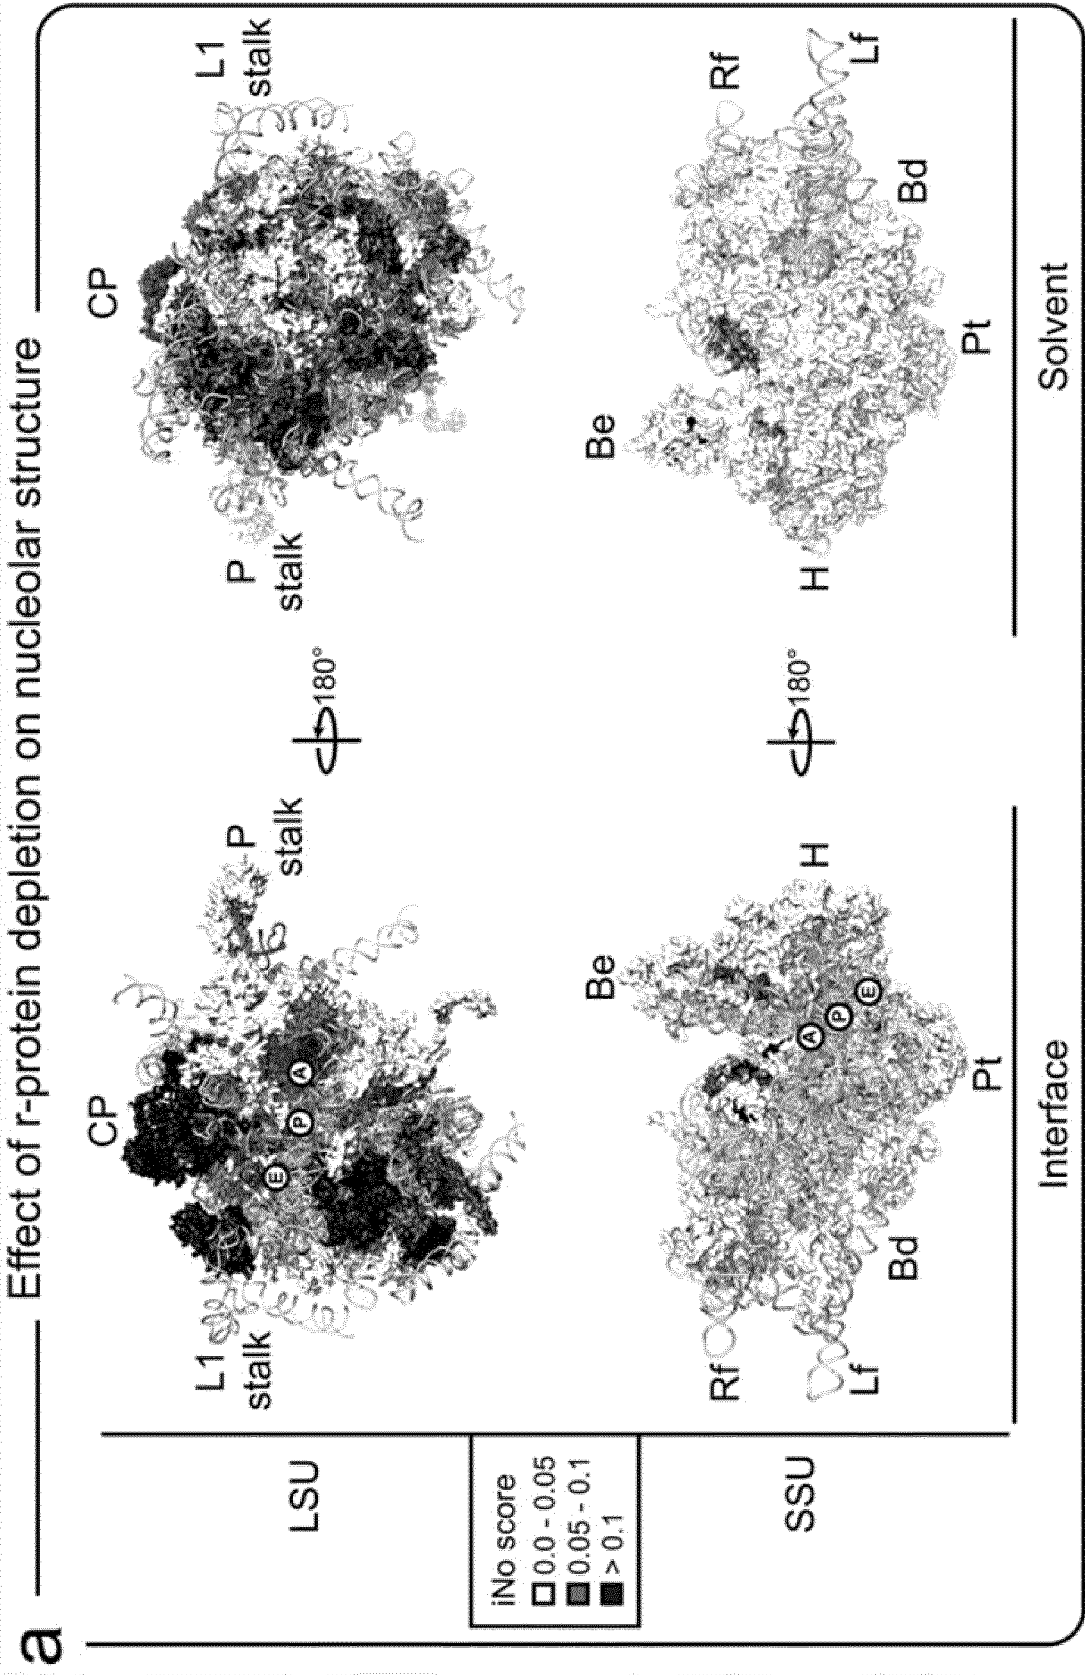 a
Effect of r-protein depletion on nucleolar structure
LSU
L1
stalk
CP
P
stalk
E
P
A
180°
P
stalk
CP
L1
stalk
iNo score
0.0 - 0.05
0.05 - 0.1
> 0.1
SSU
Rf
Lf
Bd
Be
Pt
H
A
P
E
180°
H
Be
Pt
Bd
Rf
Lf
Interface
Solvent